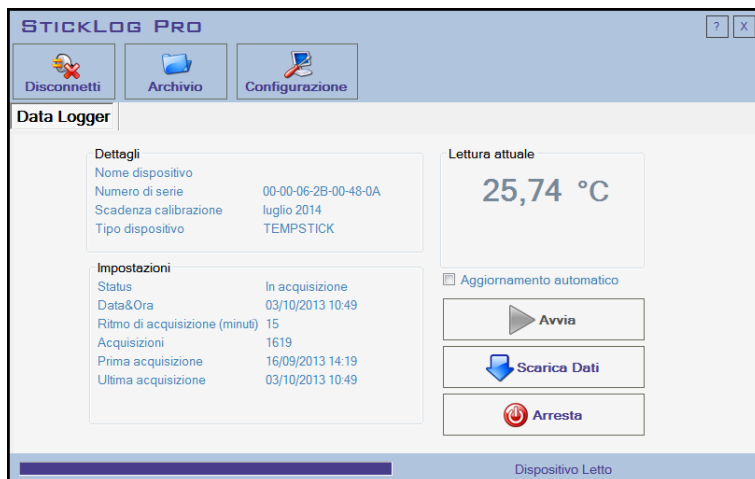 StickLog Pro
? X
Disconnetti Archivio Configurazione
Data Logger
Dettagli
Nome dispositivo
Numero di serie 00-00-06-2B-00-48-0A
Scadenza calibrazione luglio 2014
Tipo dispositivo TEMPSTICK
Lettura attuale
25,74 °C
Impostazioni
Status In acquisizione
Data&Ora 03/10/2013 10:49
Ritmo di acquisizione (minuti) 15
Acquisizioni 1619
Prima acquisizione 16/09/2013 14:19
Ultima acquisizione 03/10/2013 10:49
Aggiornamento automatico
Avvia
Scarica Dati
Arresta
Dispositivo Letto